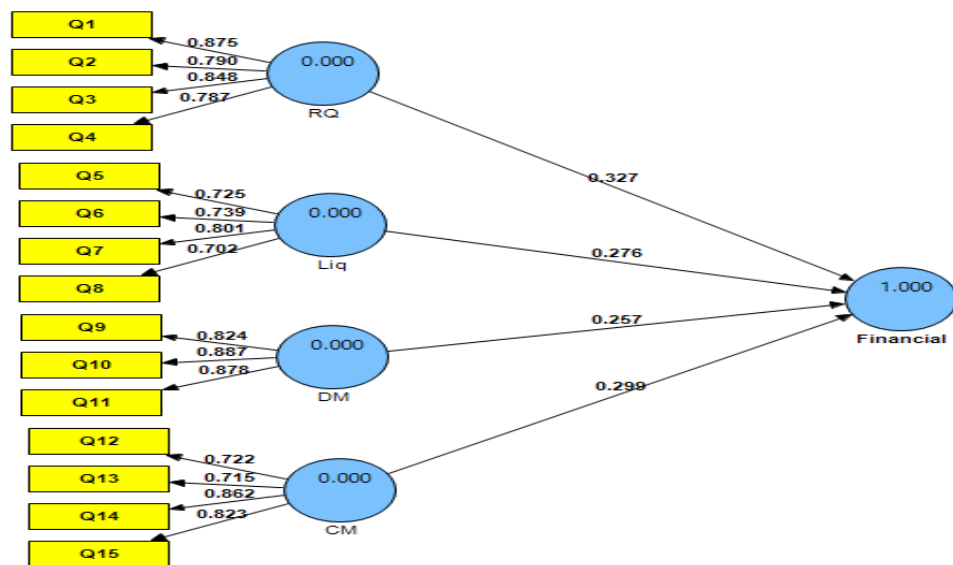 Q1
0.875
Q2
0.790
0.000
Q3
0.848
0.787
RQ
Q4
0.327
Q5
0.725
Q6
0.739
0.000
Q7
0.801
0.702
Liq
Q8
0.276
1.000
Financial
Q9
0.824
0.000
Q10
0.887
0.878
DM
Q11
0.257
0.299
Q12
0.722
Q13
0.715
0.000
Q14
0.862
0.823
CM
Q15